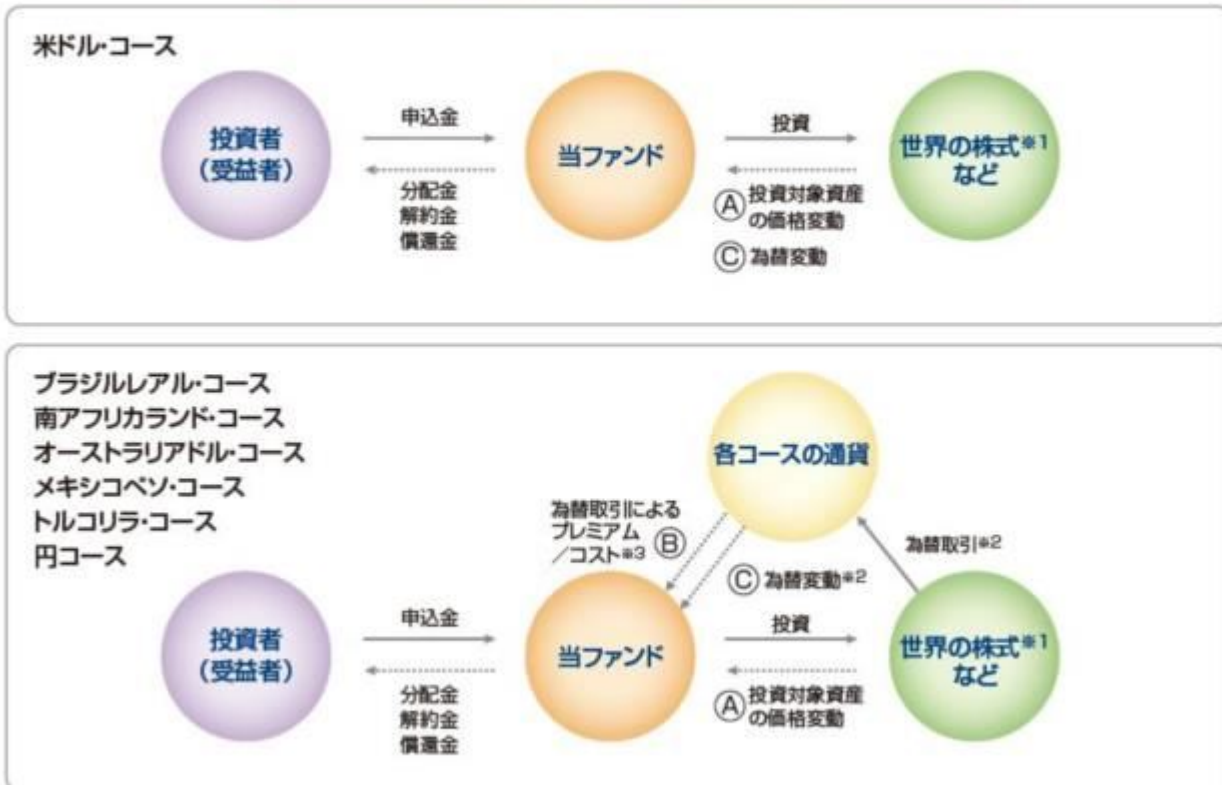 米ドル・コース
投資者
(受益者)
申込金
分配金
解約金
償還金
当ファンド
投資
Ⓐ 投資対象資産
の価格変動
Ⓒ 為替変動
世界の株式※1
など
ブラジルレアル・コース
南アフリカランド・コース
オーストラリアドル・コース
メキシコペソ・コース
トルコリラ・コース
円コース
各コースの通貨
為替取引による
プレミアム
／コスト※3 Ⓑ
Ⓒ 為替変動※2
為替取引※2
投資者
(受益者)
申込金
分配金
解約金
償還金
当ファンド
投資
Ⓐ 投資対象資産
の価格変動
世界の株式※1
など